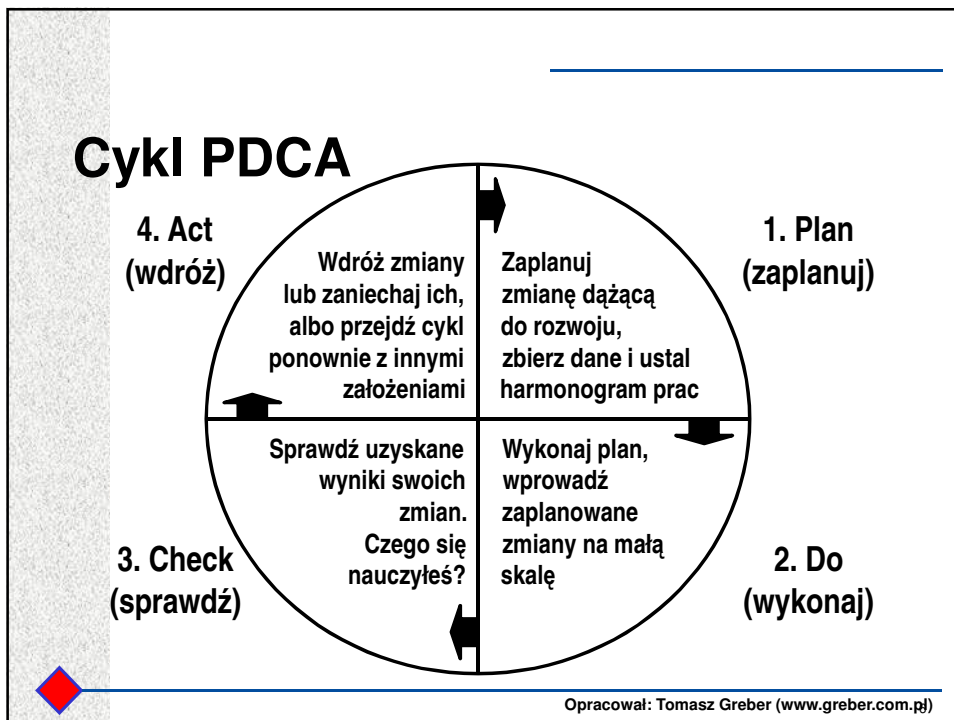 Cykl PDCA
4. Act
(wdróż)
Wdróż zmiany
lub zaniechaj ich,
albo przejdź cykl
ponownie z innymi
założeniami
1. Plan
(zaplanuj)
Zaplanuj
zmianę dążącą
do rozwoju,
zbierz dane i ustal
harmonogram prac
Sprawdź uzyskane
wyniki swoich
zmian.
Czego się
nauczyłeś?
3. Check
(sprawdź)
Wykonaj plan,
wprowadź
zaplanowane
zmiany na małą
skalę
2. Do
(wykonaj)
Opracował: Tomasz Greber (www.greber.com.pl)